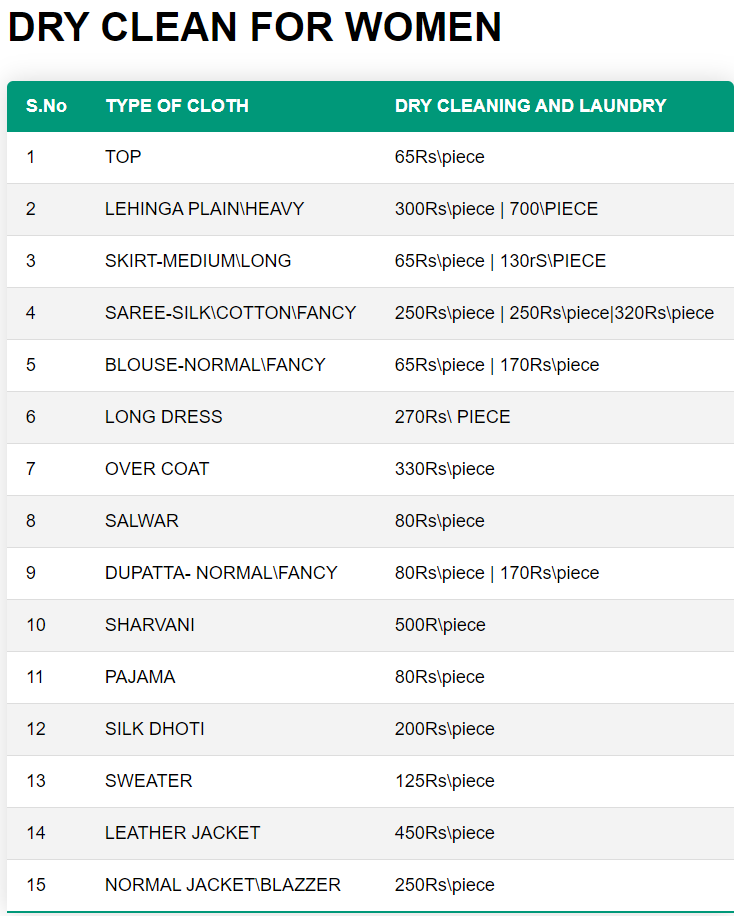 DRY CLEAN FOR WOMEN
S.No TYPE OF CLOTH DRY CLEANING AND LAUNDRY
1 TOP 65Rs\piece
2 LEHINGA PLAIN\HEAVY 300Rs\piece | 700\PIECE
3 SKIRT-MEDIUM\LONG 65Rs\piece | 130rS\PIECE
4 SAREE-SILK\COTTON\FANCY 250Rs\piece | 250Rs\piece|320Rs\piece
5 BLOUSE-NORMAL\FANCY 65Rs\piece | 170Rs\piece
6 LONG DRESS 270Rs\ PIECE
7 OVER COAT 330Rs\piece
8 SALWAR 80Rs\piece
9 DUPATTA- NORMAL\FANCY 80Rs\piece | 170Rs\piece
10 SHARVANI 500R\piece
11 PAJAMA 80Rs\piece
12 SILK DHOTI 200Rs\piece
13 SWEATER 125Rs\piece
14 LEATHER JACKET 450Rs\piece
15 NORMAL JACKET\BLAZZER 250Rs\piece